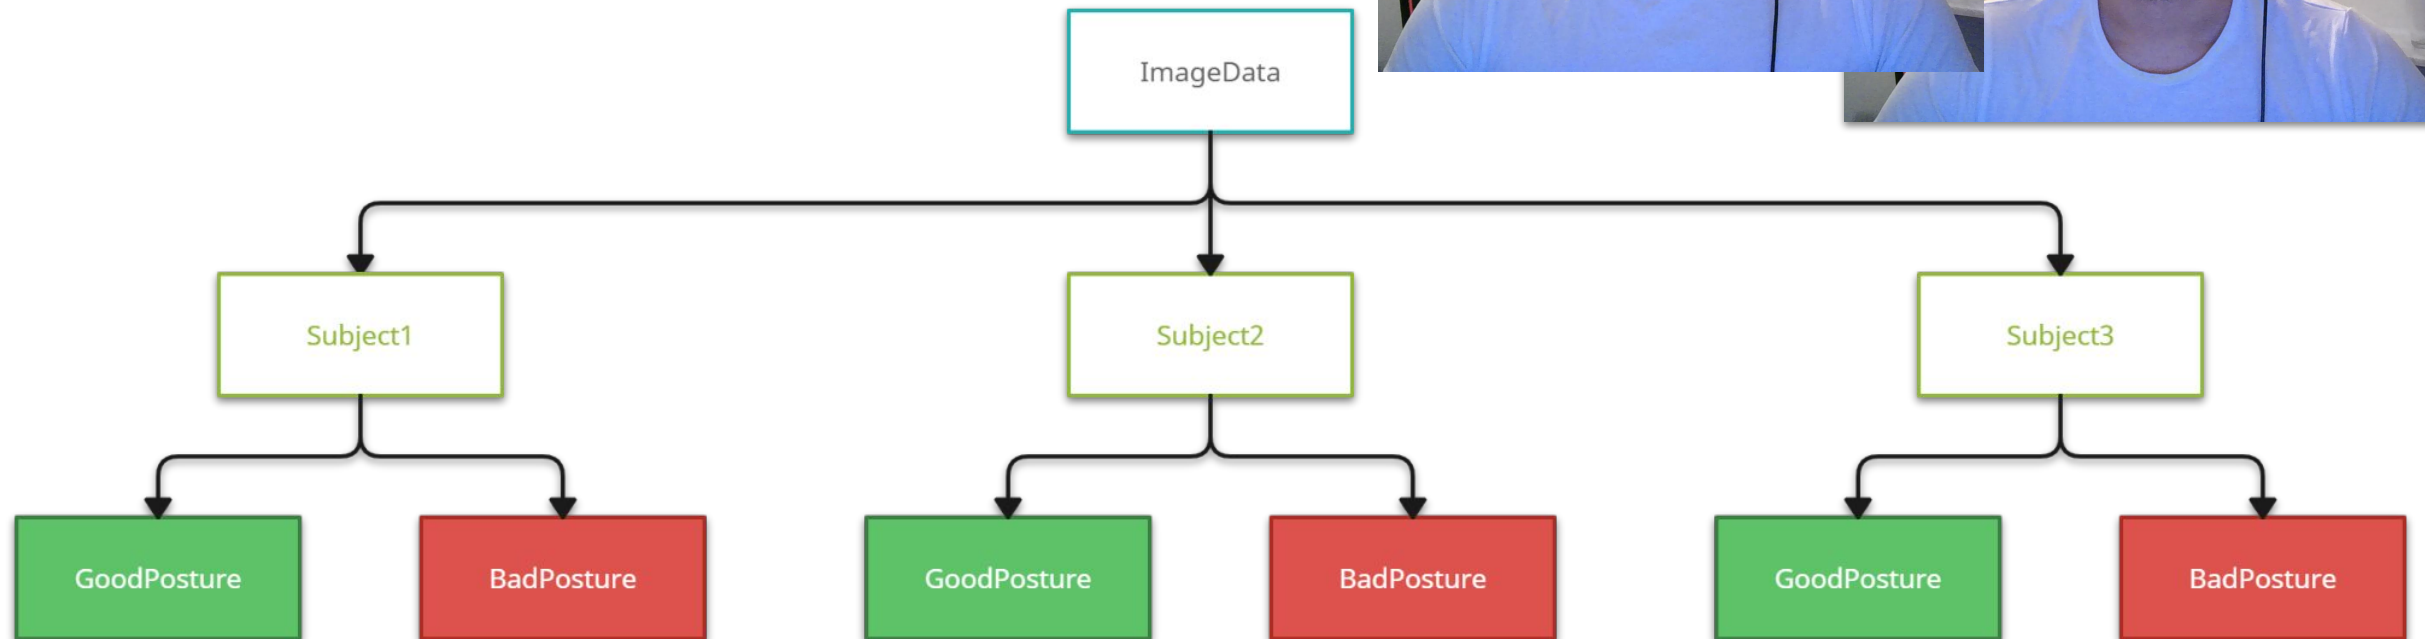 ImageData
Subject1
Subject2
Subject3
GoodPosture
BadPosture
GoodPosture
BadPosture
GoodPosture
BadPosture